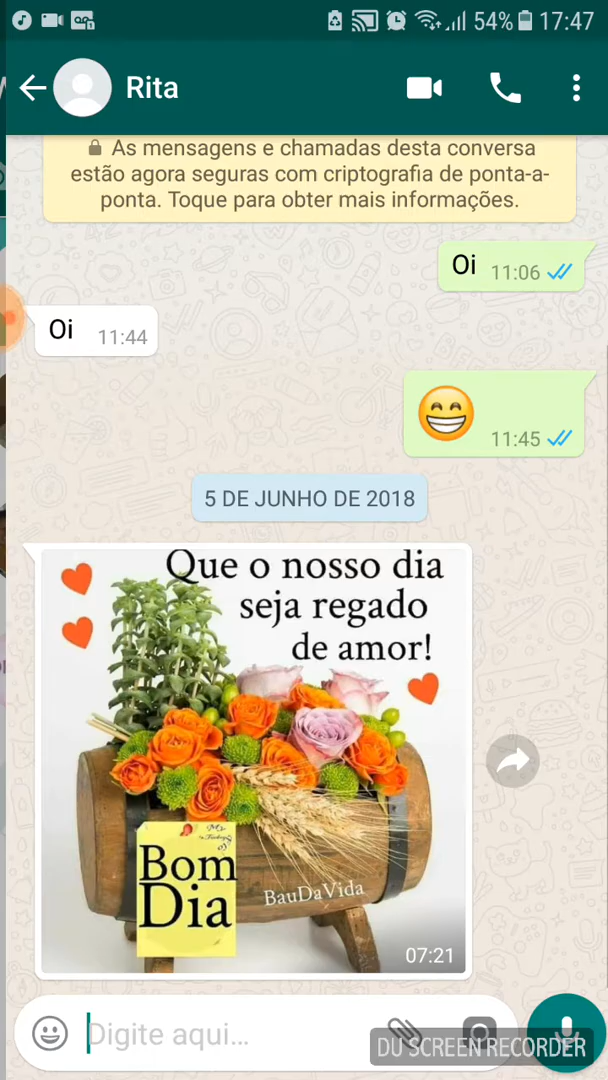 54% 17:47
Rita
As mensagens e chamadas desta conversa
estão agora seguras com criptografia de ponta-a-
ponta. Toque para obter mais informações.
Oi 11:06
Oi 11:44
11:45
5 DE JUNHO DE 2018
Que o nosso dia
seja regado
de amor!
Bom
Dia
BauDaVida
07:21
Digite aqui...
DU SCREEN RECORDER